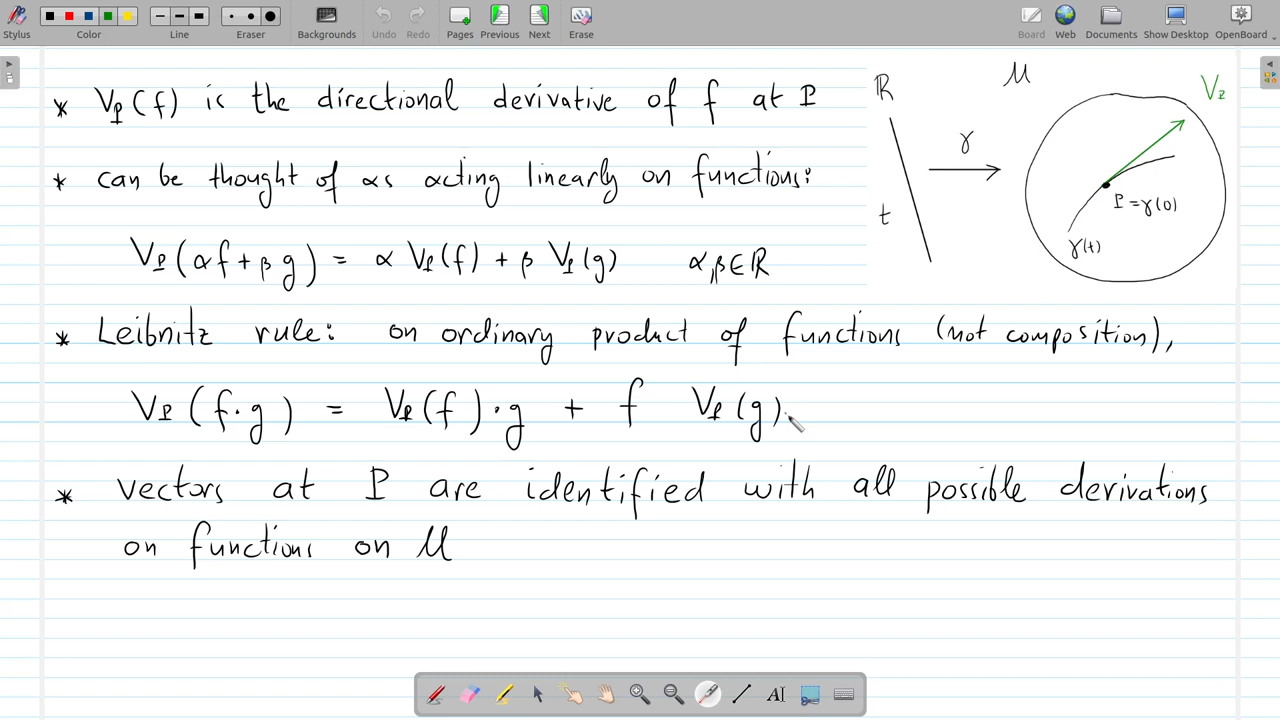 Stylus Color Line Eraser Backgrounds Undo Redo Pages Previous Next Erase Board Web Documents Show Desktop OpenBoard
* V_P(f) is the directional derivative of f at P
* can be thought of as acting linearly on functions:
V_P(αf+βg) = α V_P(f) + β V_P(g)   α,β∈ℝ
* Leibnitz rule: on ordinary product of functions (not composition),
V_P(f·g) = V_P(f)·g + f V_P(g)
* vectors at P are identified with all possible derivations
on functions on M
ℝ
M
V_P
γ
t
P=γ(0)
γ(t)
AI